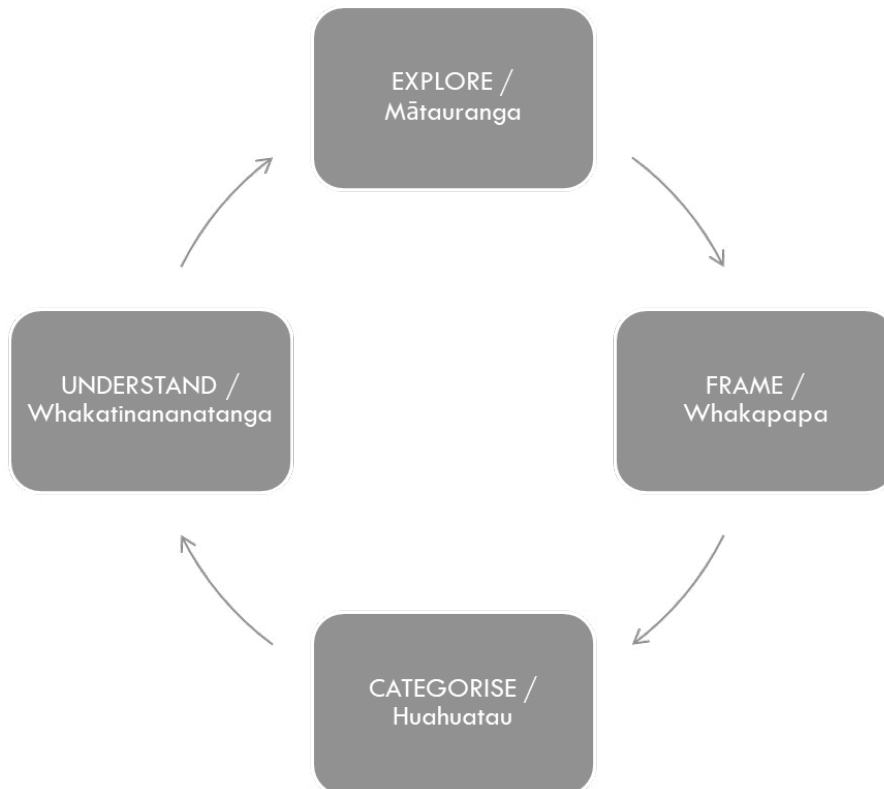 EXPLORE /
Mātauranga
FRAME /
Whakapapa
CATEGORISE /
Huahuatau
UNDERSTAND /
Whakatinananatanga